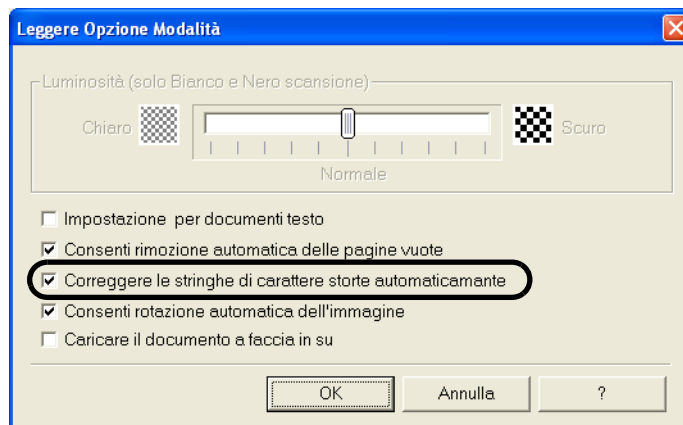 Leggere Opzione Modalità
Luminosità (solo Bianco e Nero scansione)
Chiaro Scuro
Normale
Impostazione per documenti testo
Consenti rimozione automatica delle pagine vuote
Correggere le stringhe di carattere storte automaticamante
Consenti rotazione automatica dell'immagine
Caricare il documento a faccia in su
OK Annulla ?